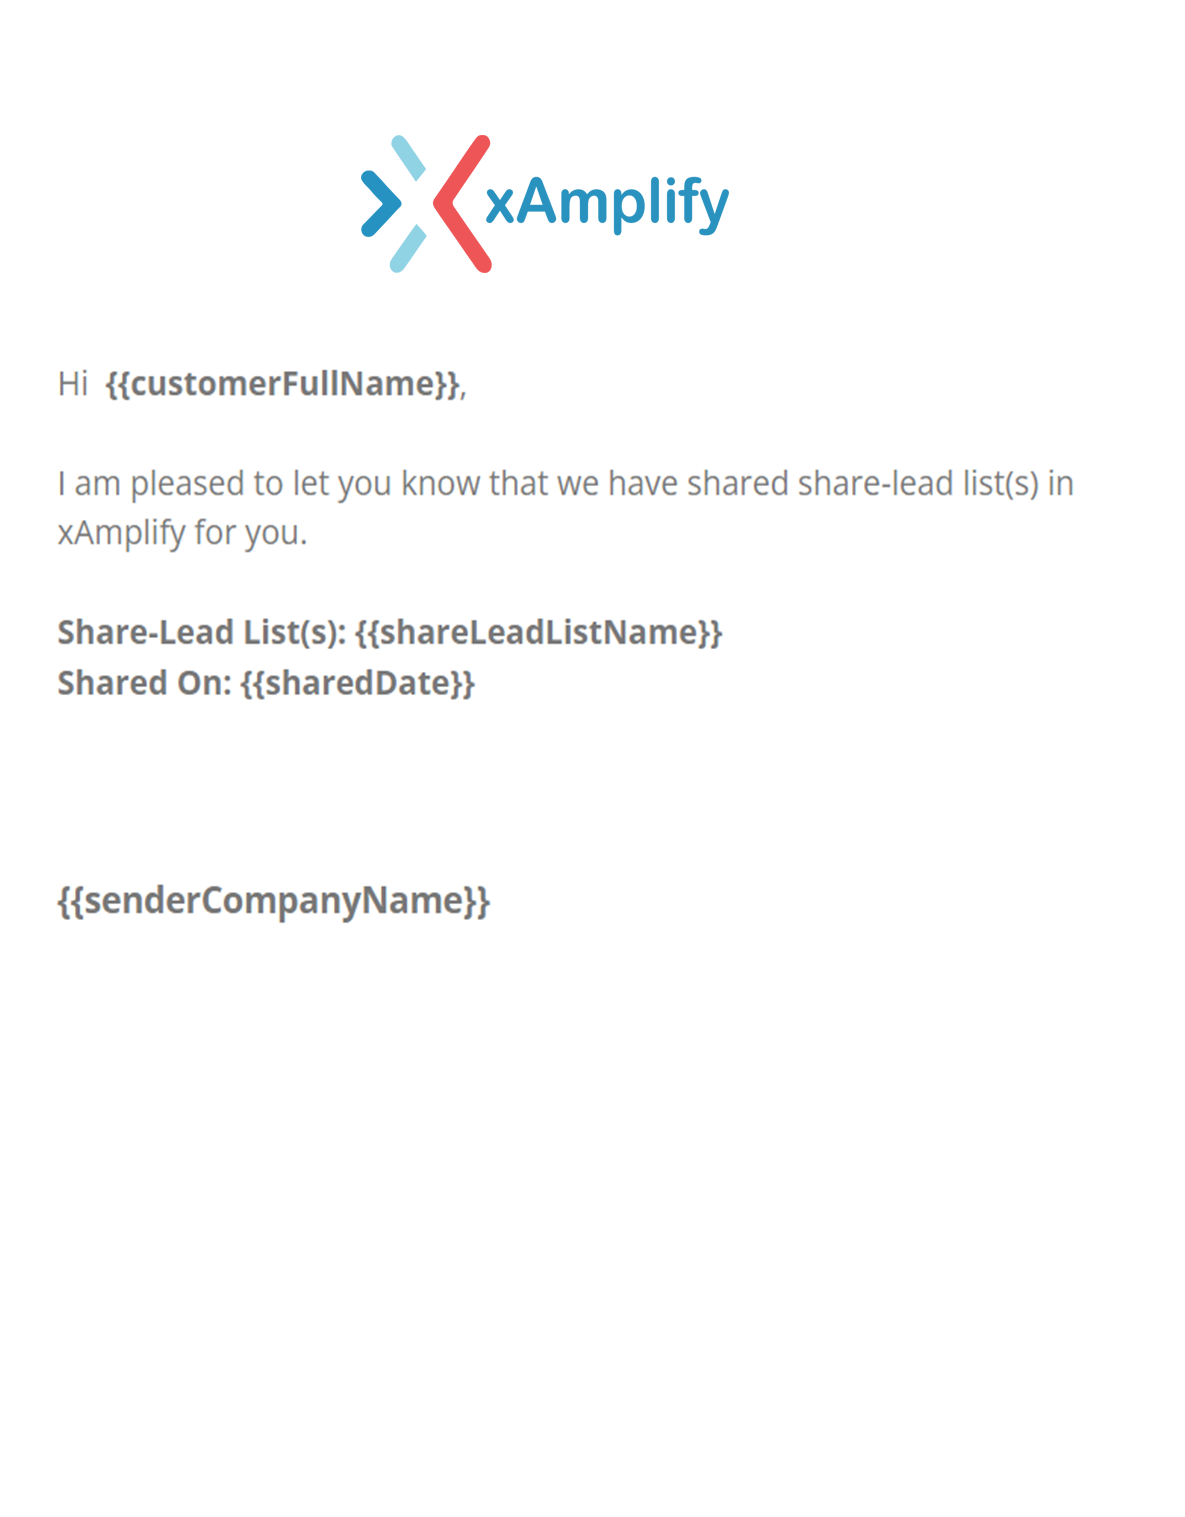 xAmplify
Hi {{customerFullName}},
I am pleased to let you know that we have shared share-lead list(s) in
xAmplify for you.
Share-Lead List(s): {{shareLeadListName}}
Shared On: {{sharedDate}}
{{senderCompanyName}}